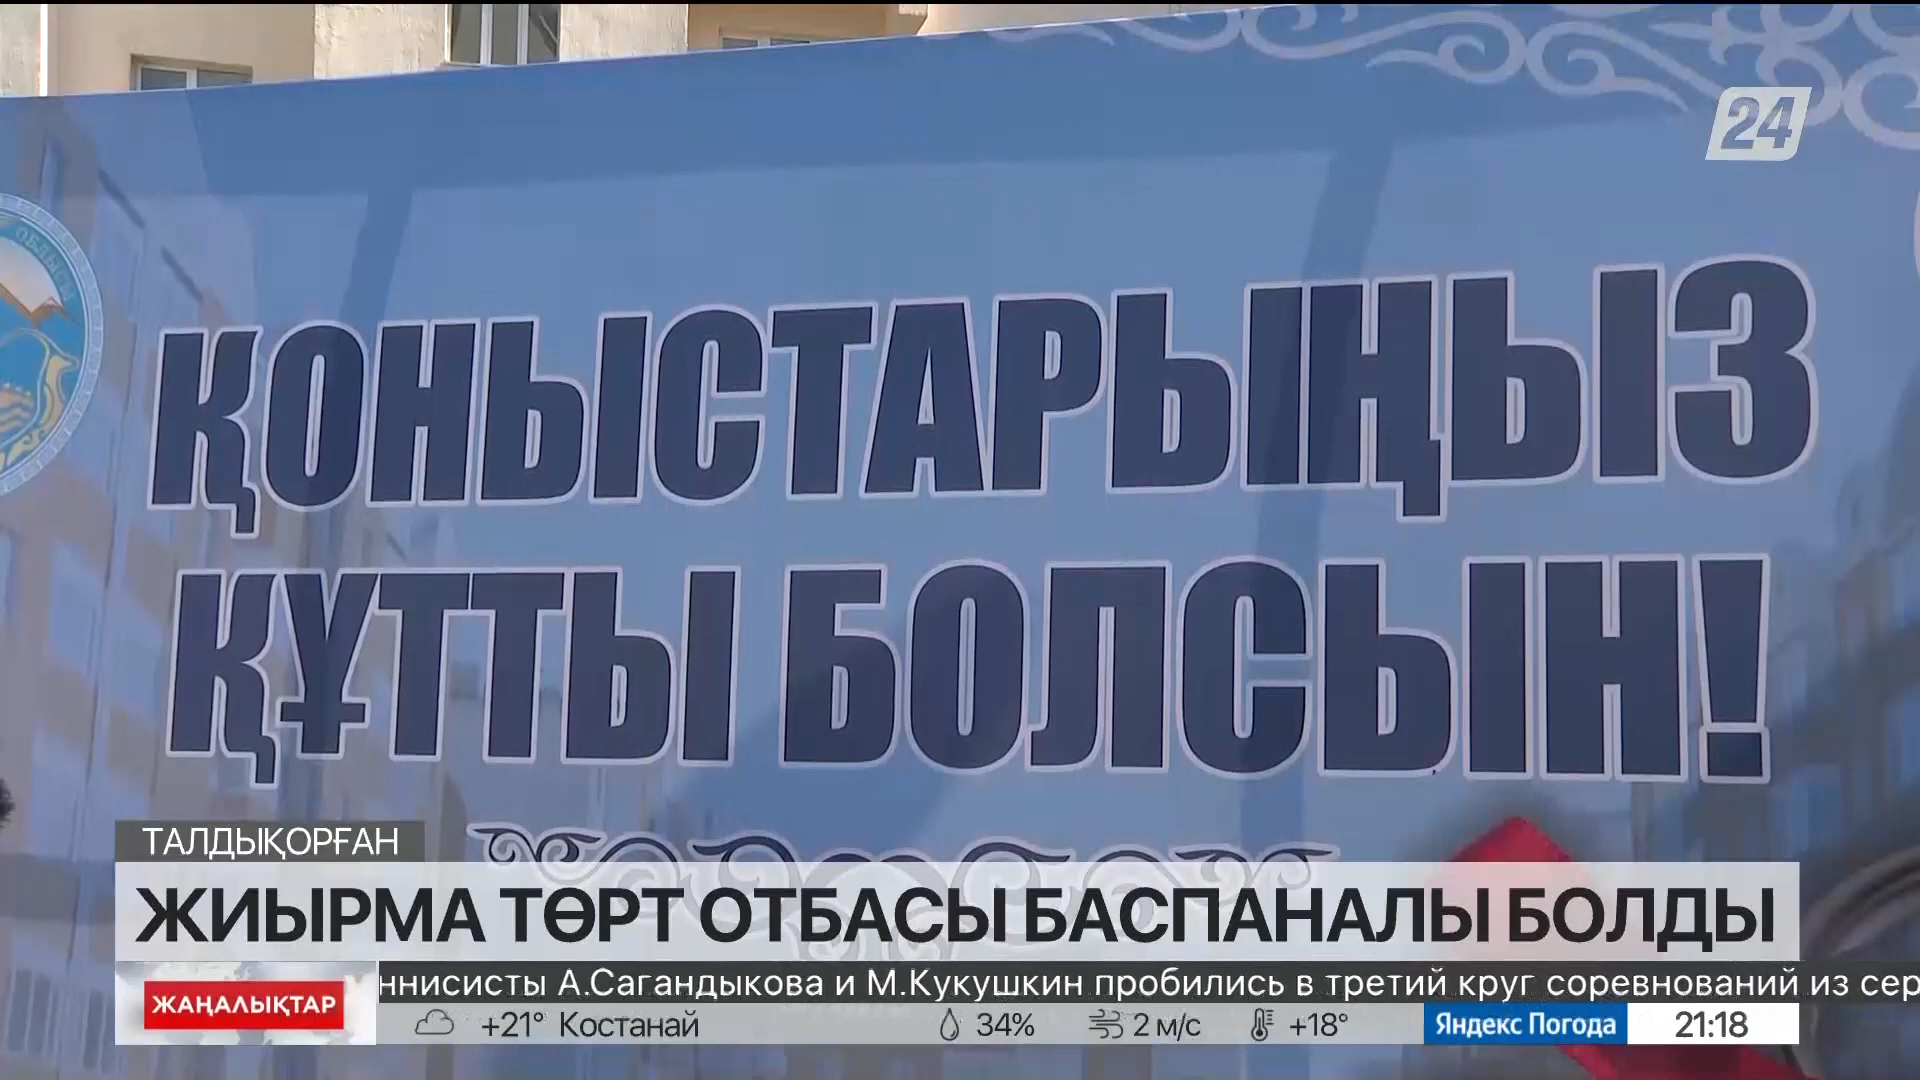 24
ОБЛЫСЫ
ҚОНЫСТАРЫҢЫЗ
ҚҰТТЫ БОЛСЫН!
ТАЛДЫҚОРҒАН
ЖИЫРМА ТӨРТ ОТБАСЫ БАСПАНАЛЫ БОЛДЫ
ЖАҢАЛЫҚТАР
ннисисты А.Сагандыкова и М.Кукушкин пробились в третий круг соревнований из сер
+21° Костанай 34% 2 м/с +18° Яндекс Погода 21:18